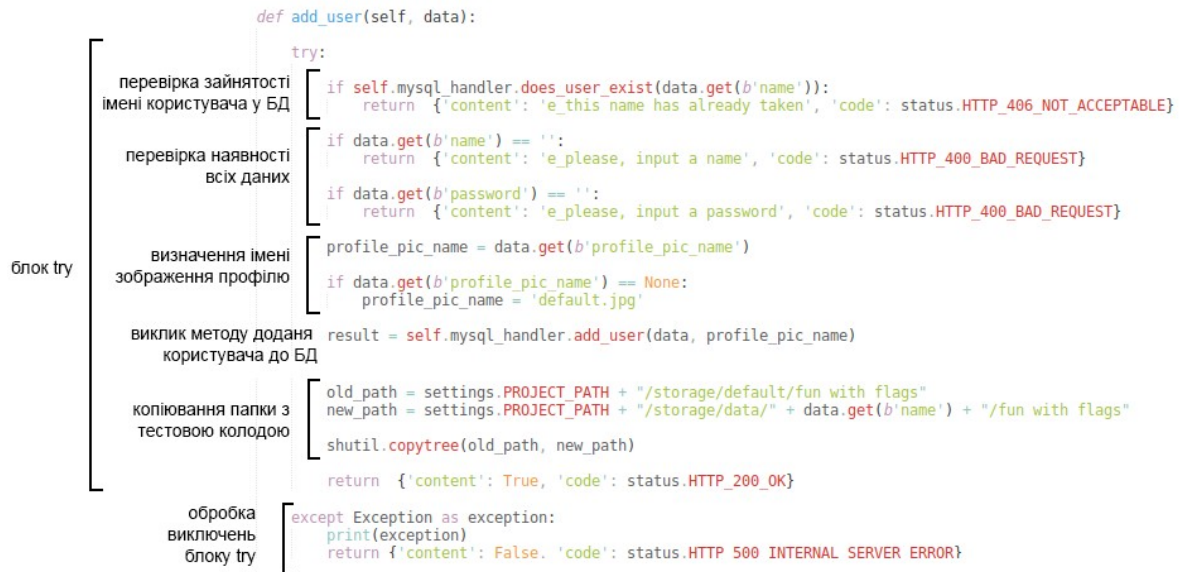 def add_user(self, data):
try:
перевірка зайнятості
імені користувача у БД
if self.mysql_handler.does_user_exist(data.get(b'name')):
return {'content': 'e_this name has already taken', 'code': status.HTTP_406_NOT_ACCEPTABLE}
перевірка наявності
всіх даних
if data.get(b'name') == '':
return {'content': 'e_please, input a name', 'code': status.HTTP_400_BAD_REQUEST}
if data.get(b'password') == '':
return {'content': 'e_please, input a password', 'code': status.HTTP_400_BAD_REQUEST}
блок try
визначення імені
зображення профілю
profile_pic_name = data.get(b'profile_pic_name')
if data.get(b'profile_pic_name') == None:
profile_pic_name = 'default.jpg'
виклик методу доданя
користувача до БД
result = self.mysql_handler.add_user(data, profile_pic_name)
копіювання папки з
тестовою колодою
old_path = settings.PROJECT_PATH + "/storage/default/fun with flags"
new_path = settings.PROJECT_PATH + "/storage/data/" + data.get(b'name') + "/fun with flags"
shutil.copytree(old_path, new_path)
return {'content': True, 'code': status.HTTP_200_OK}
обробка
виключень
блоку try
except Exception as exception:
print(exception)
return {'content': False, 'code': status.HTTP_500_INTERNAL_SERVER_ERROR}